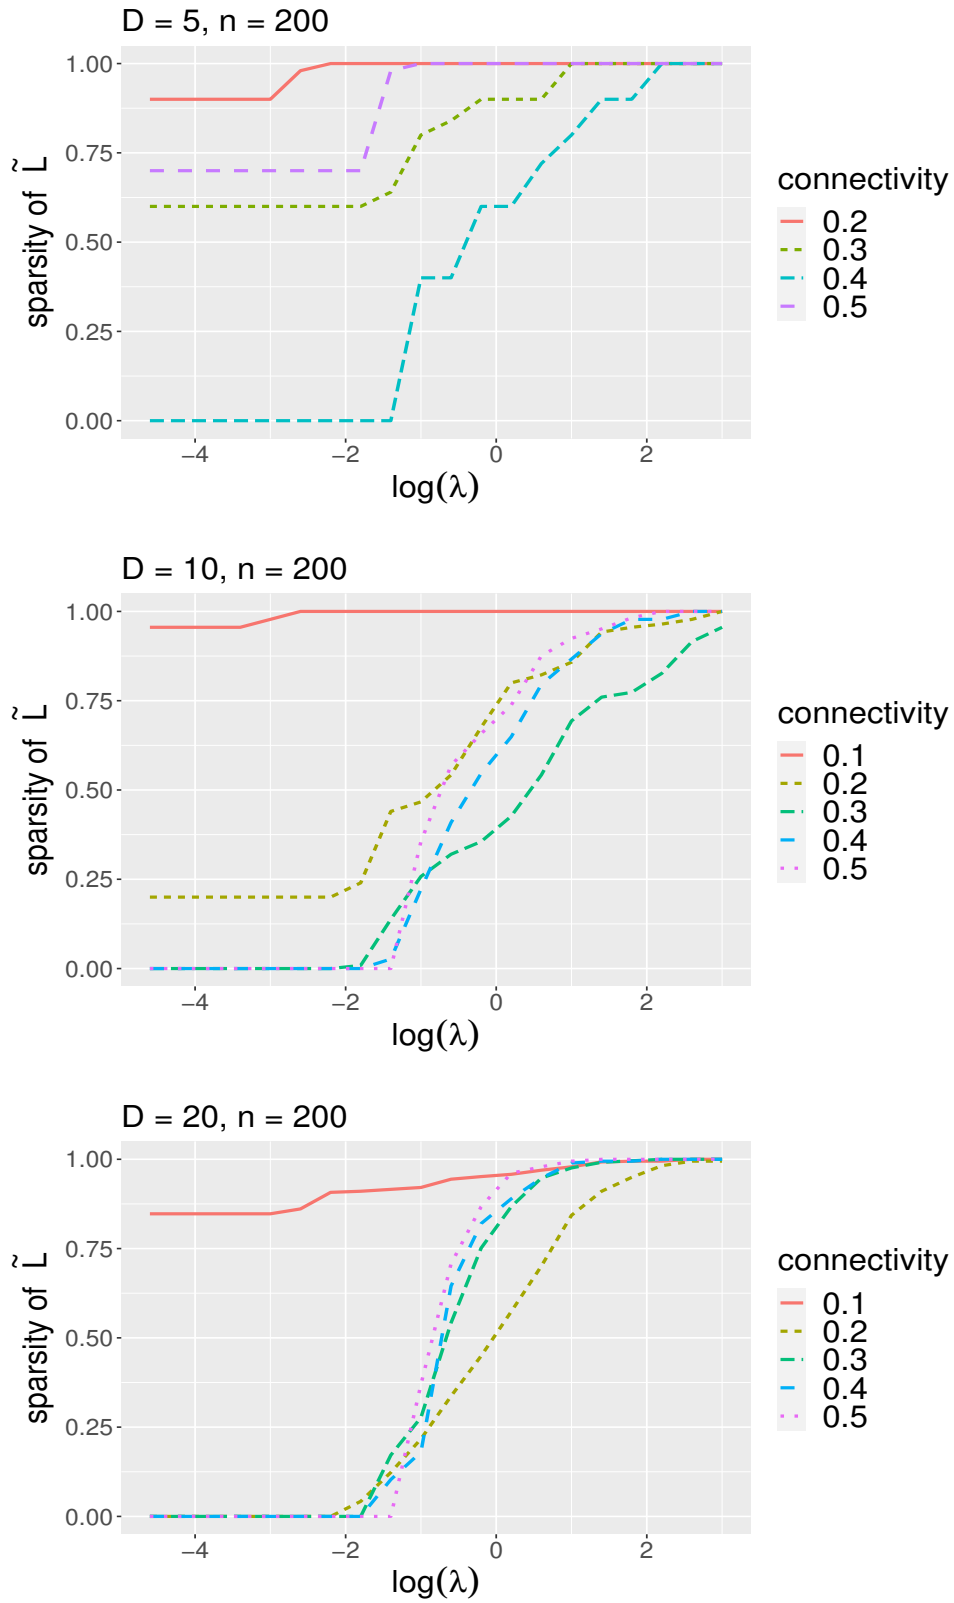 D = 5, n = 200
1.00
0.75
0.50
0.25
0.00
sparsity of L̃
−4 −2 0 2
log(λ)
connectivity
0.2
0.3
0.4
0.5
D = 10, n = 200
1.00
0.75
0.50
0.25
0.00
sparsity of L̃
−4 −2 0 2
log(λ)
connectivity
0.1
0.2
0.3
0.4
0.5
D = 20, n = 200
1.00
0.75
0.50
0.25
0.00
sparsity of L̃
−4 −2 0 2
log(λ)
connectivity
0.1
0.2
0.3
0.4
0.5